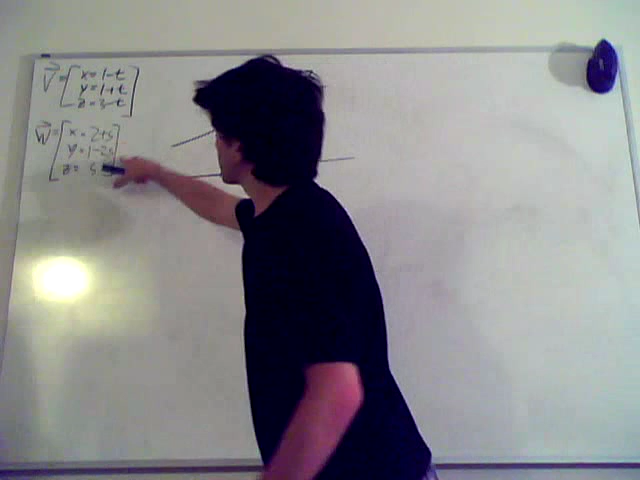 V⃗ = [ x = 1 - t
y = 1 + t
z = 3 - t ]
W⃗ = [ x = 2 + s
y = 1 - 2s
z = s ]